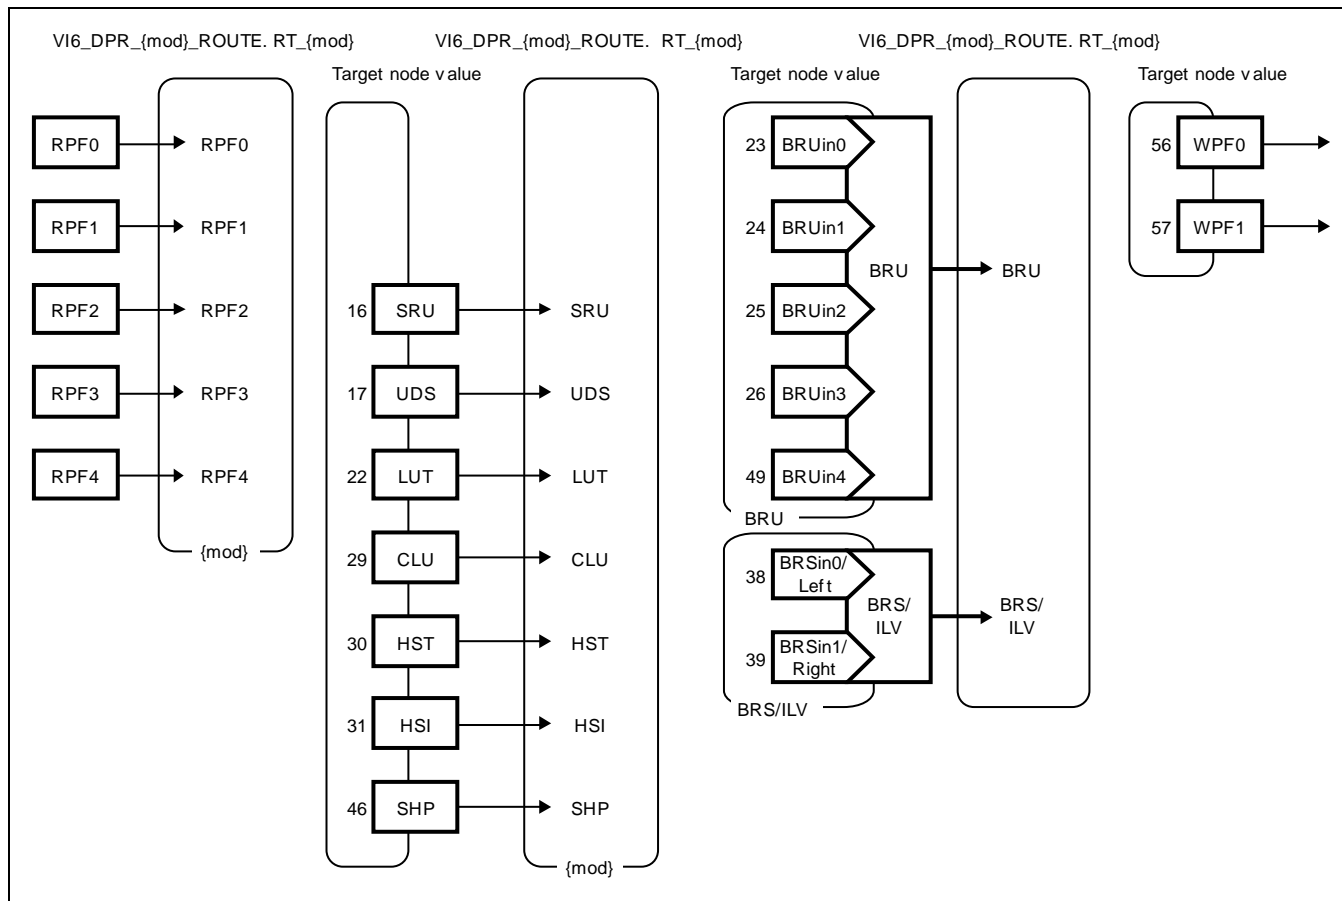 VI6_DPR_{mod}_ROUTE. RT_{mod}
VI6_DPR_{mod}_ROUTE. RT_{mod}
VI6_DPR_{mod}_ROUTE. RT_{mod}
Target node value
Target node value
Target node value
RPF0
RPF0
RPF1
RPF1
RPF2
RPF2
RPF3
RPF3
RPF4
RPF4
{mod}
16 SRU
SRU
17 UDS
UDS
22 LUT
LUT
29 CLU
CLU
30 HST
HST
31 HSI
HSI
46 SHP
SHP
{mod}
23 BRUin0
24 BRUin1
25 BRUin2
26 BRUin3
49 BRUin4
BRU
BRU
BRU
38 BRSin0/
Left
39 BRSin1/
Right
BRS/
ILV
BRS/
ILV
BRS/ILV
56 WPF0
57 WPF1